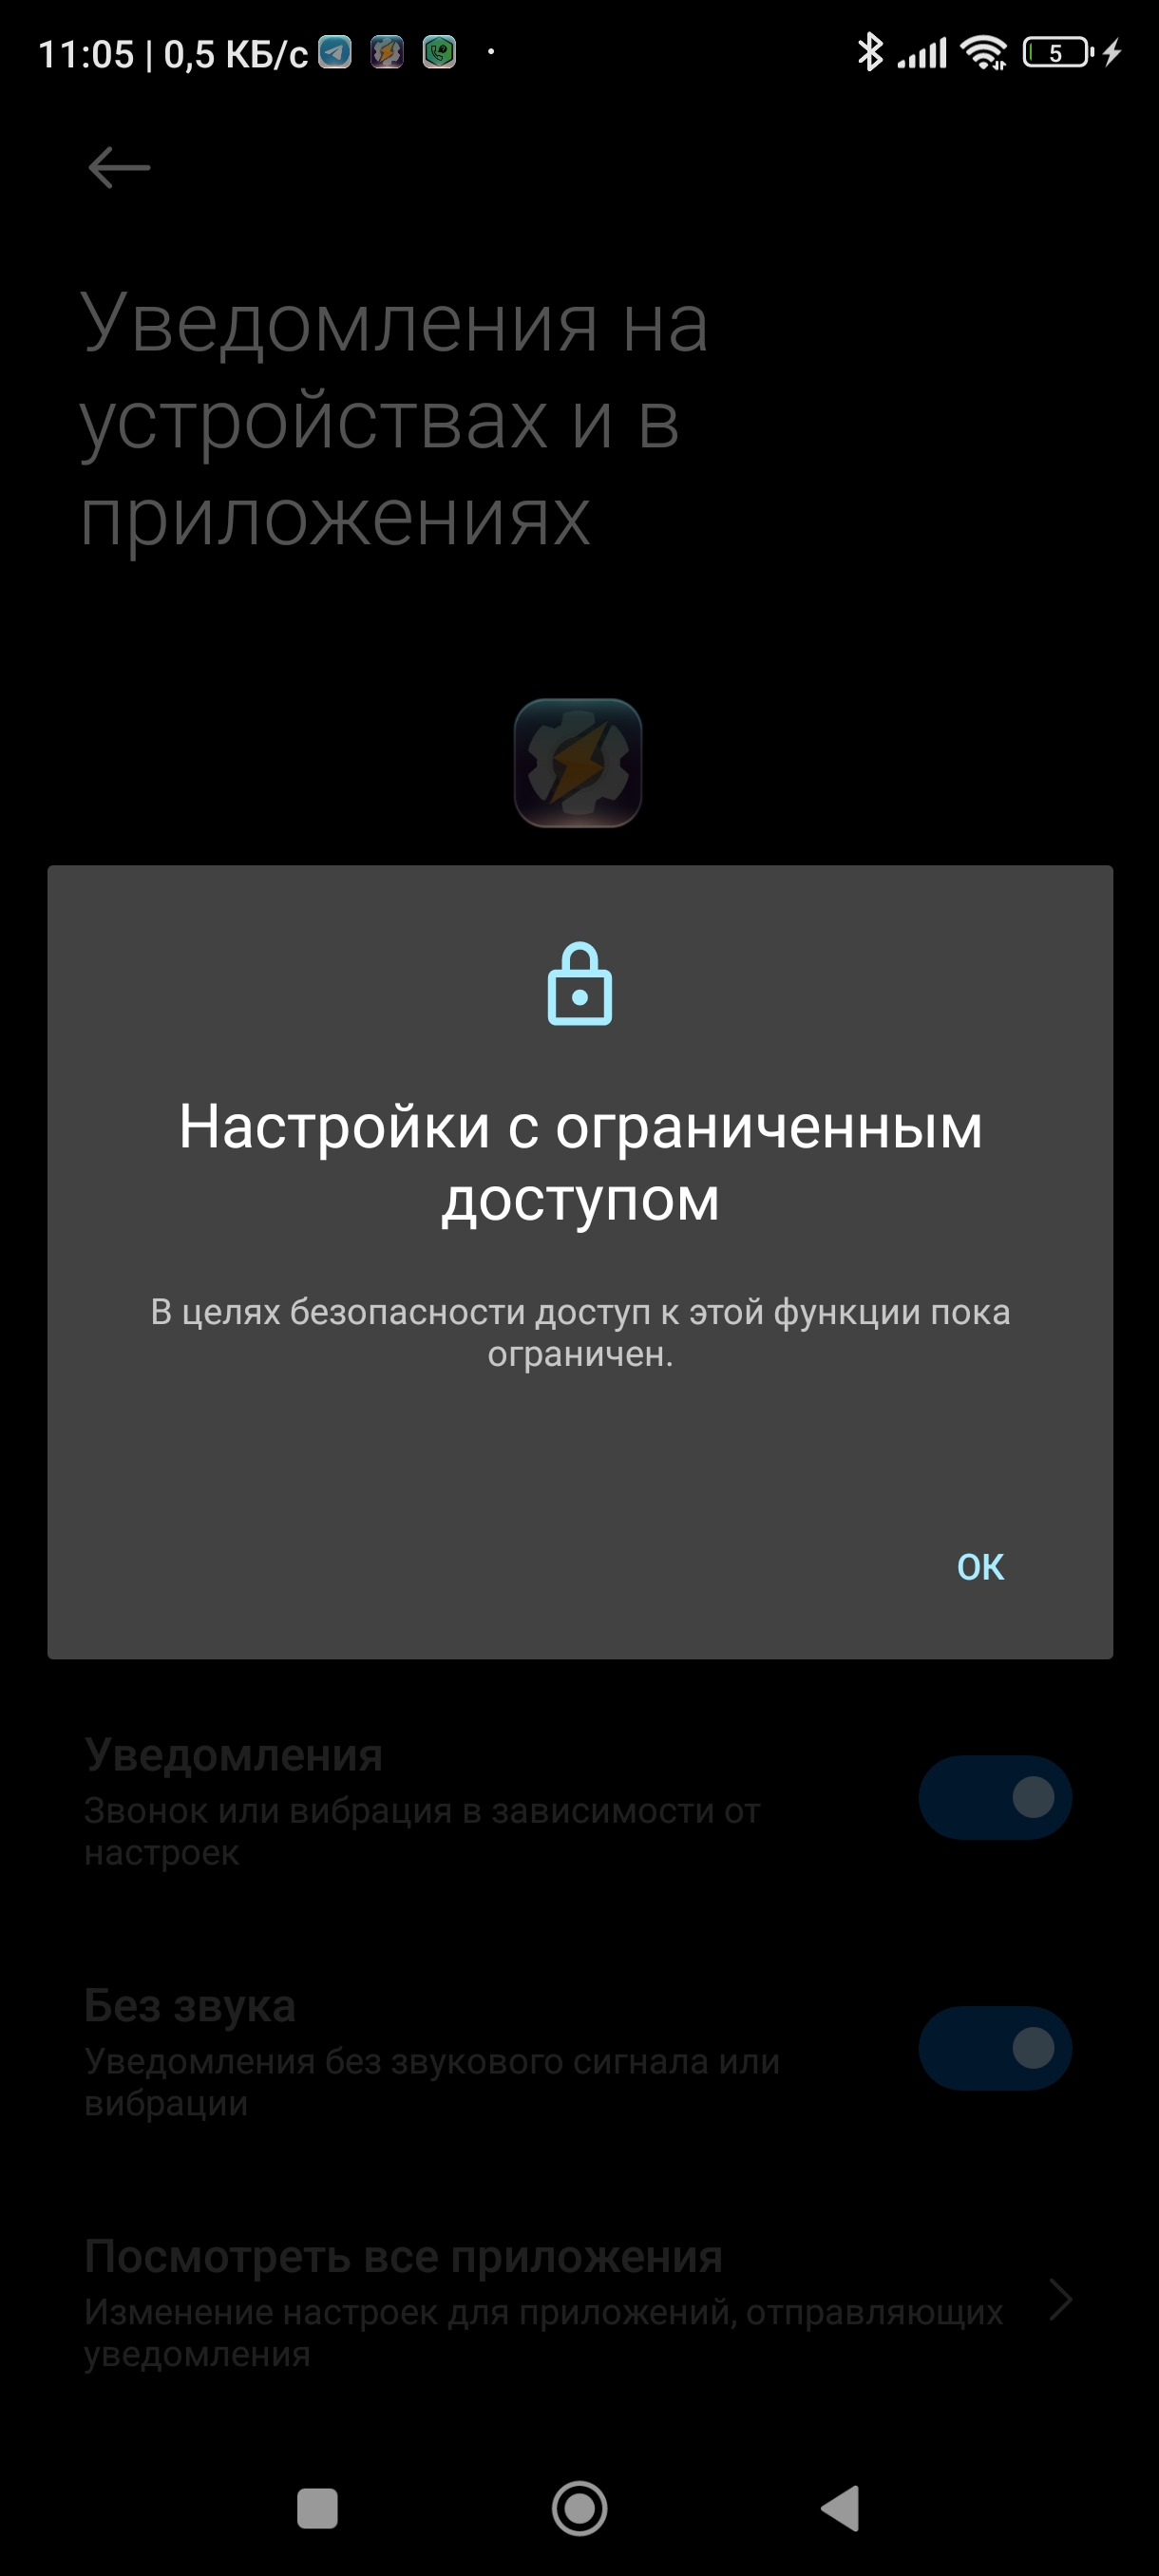 11:05 | 0,5 КБ/с
5
Уведомления на
устройствах и в
приложениях
Настройки с ограниченным
доступом
В целях безопасности доступ к этой функции пока
ограничен.
ОК
Уведомления
Звонок или вибрация в зависимости от
настроек
Без звука
Уведомления без звукового сигнала или
вибрации
Посмотреть все приложения
Изменение настроек для приложений, отправляющих
уведомления